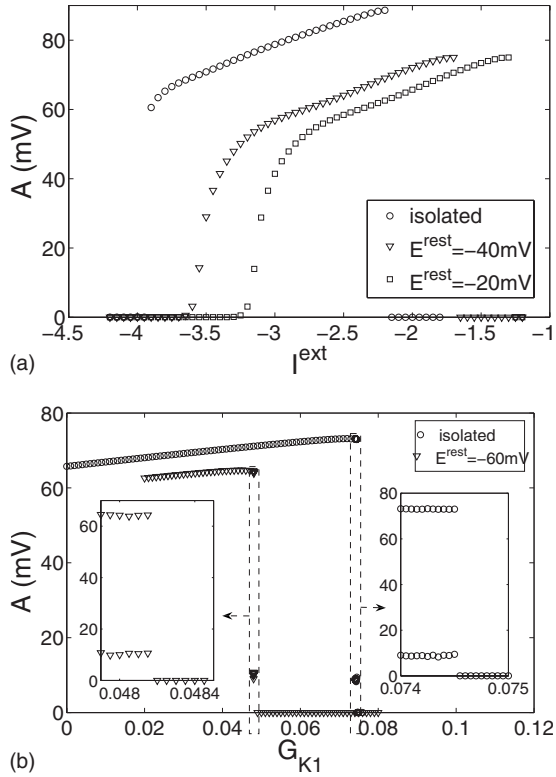 80
60
40
20
0
A (mV)
isolated
E^rest=−40mV
E^rest=−20mV
−4.5 −4 −3.5 −3 −2.5 −2 −1.5 −1
(a) I^ext
80
60
40
20
0
A (mV)
isolated
E^rest=−60mV
60
40
20
0
0.048 0.0484
80
60
40
20
0
0.074 0.075
0 0.02 0.04 0.06 0.08 0.1 0.12
(b) G_K1